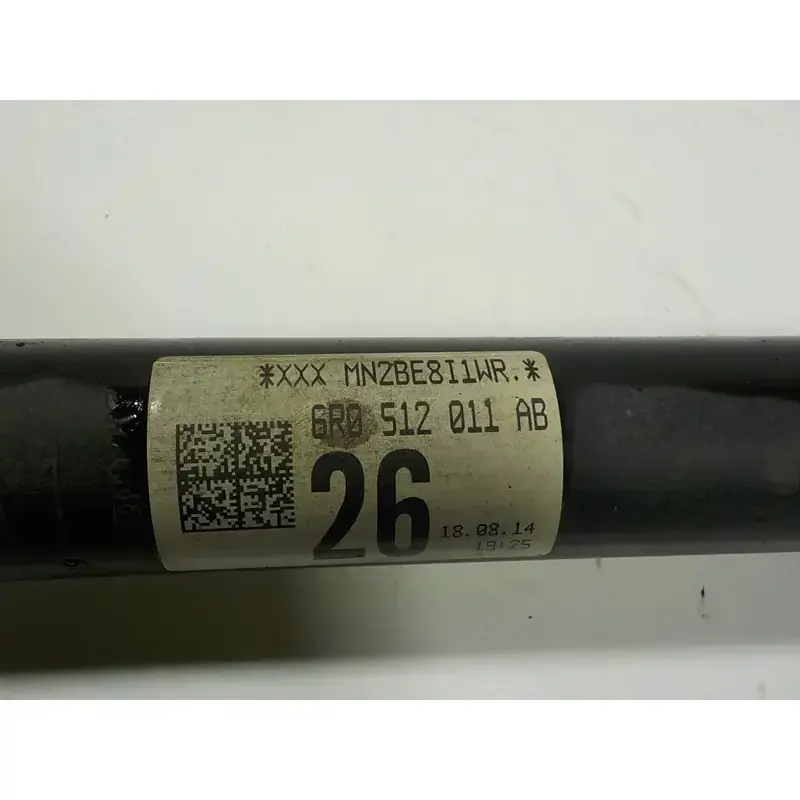 *XXX MN2BE8I1WR.*
6R0 512 011 AB
26
18.08.14
19:25